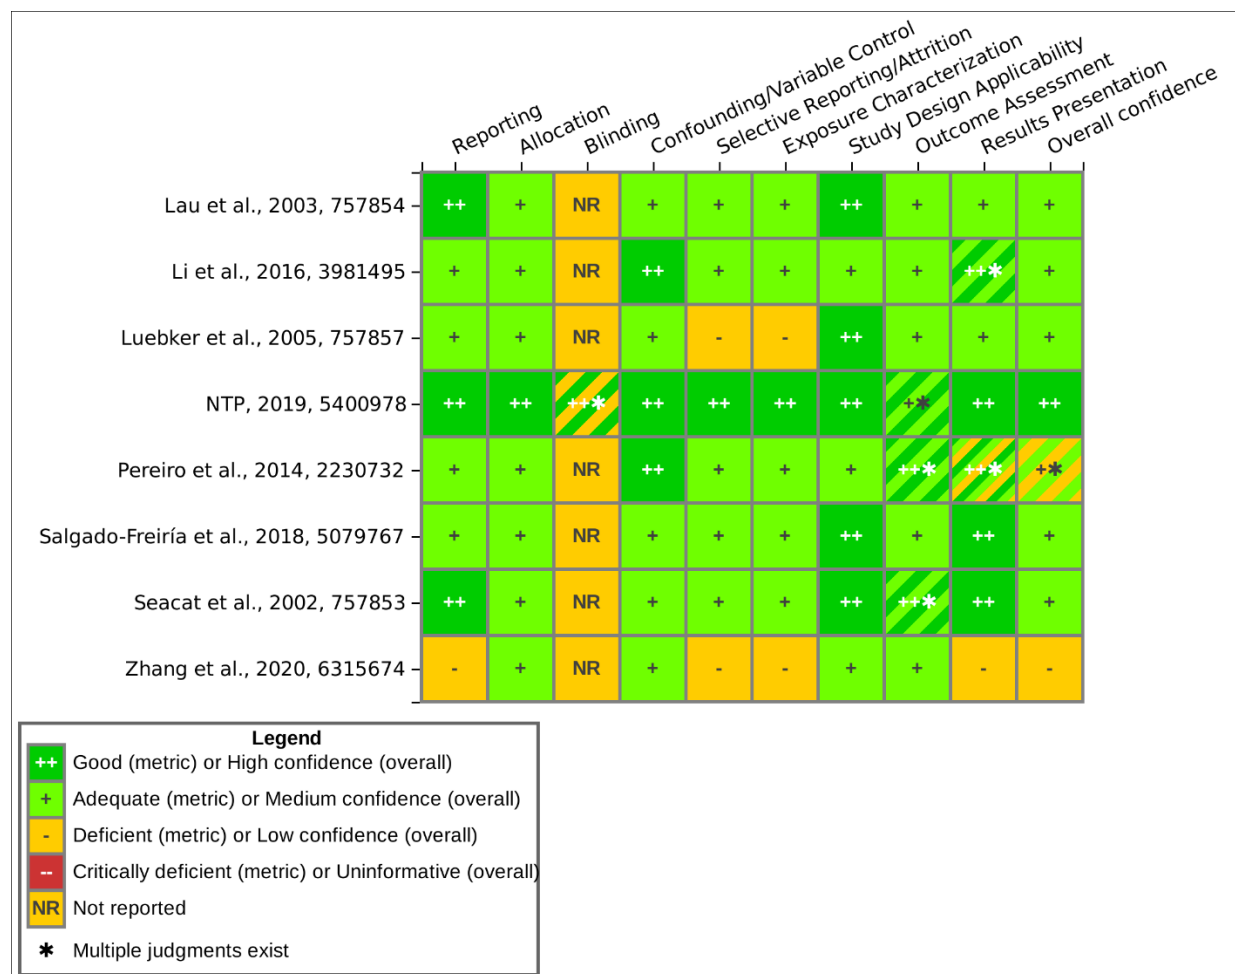 Reporting
Allocation
Blinding
Confounding/Variable Control
Selective Reporting/Attrition
Exposure Characterization
Study Design Applicability
Outcome Assessment
Results Presentation
Overall confidence
Lau et al., 2003, 757854 ++ + NR + + + ++ + + +
Li et al., 2016, 3981495 + + NR ++ + + + + ++✱ +
Luebker et al., 2005, 757857 + + NR + - - ++ + + +
NTP, 2019, 5400978 ++ ++ ++✱ ++ ++ ++ ++ +✱ ++ ++
Pereiro et al., 2014, 2230732 + + NR ++ + + + ++✱ ++✱ +✱
Salgado-Freiría et al., 2018, 5079767 + + NR + + + ++ + ++ +
Seacat et al., 2002, 757853 ++ + NR + + + ++ ++✱ ++ +
Zhang et al., 2020, 6315674 - + NR + - - + + - -
Legend
++ Good (metric) or High confidence (overall)
+ Adequate (metric) or Medium confidence (overall)
- Deficient (metric) or Low confidence (overall)
-- Critically deficient (metric) or Uninformative (overall)
NR Not reported
✱ Multiple judgments exist